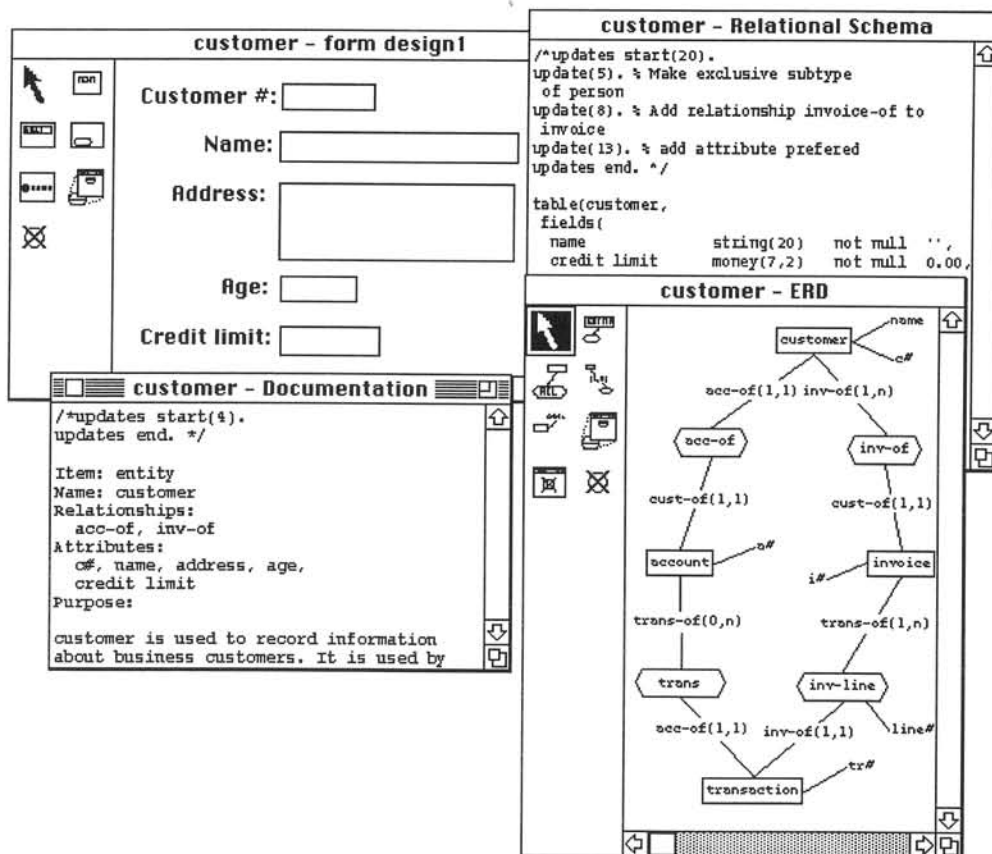 customer – form design1
Customer #:
Name:
Address:
Age:
Credit limit:
customer – Relational Schema
/*updates start(20).
update(5). % Make exclusive subtype
of person
update(8). % Add relationship invoice-of to
invoice
update(13). % add attribute prefered
updates end. */
table(customer,
fields(
name string(20) not null '',
credit limit money(7,2) not null 0.00,
customer – Documentation
/*updates start(4).
updates end. */
Item: entity
Name: customer
Relationships:
acc-of, inv-of
Attributes:
c#, name, address, age,
credit limit
Purpose:
customer is used to record information
about business customers. It is used by
customer – ERD
name
customer
c#
acc-of(1,1) inv-of(1,n)
acc-of
inv-of
cust-of(1,1)
cust-of(1,1)
a#
account
invoice
i#
trans-of(0,n)
trans-of(1,n)
trans
inv-line
acc-of(1,1)
inv-of(1,1)
line#
tr#
transaction